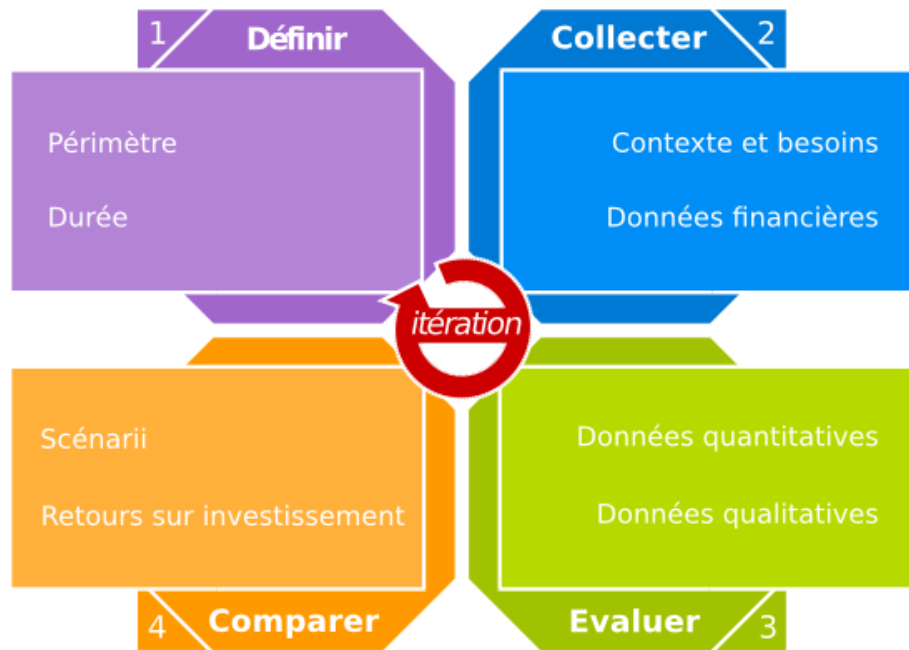 1 Définir
Périmètre
Durée
Collecter 2
Contexte et besoins
Données financières
itération
Données quantitatives
Données qualitatives
Evaluer 3
Scénarii
Retours sur investissement
4 Comparer